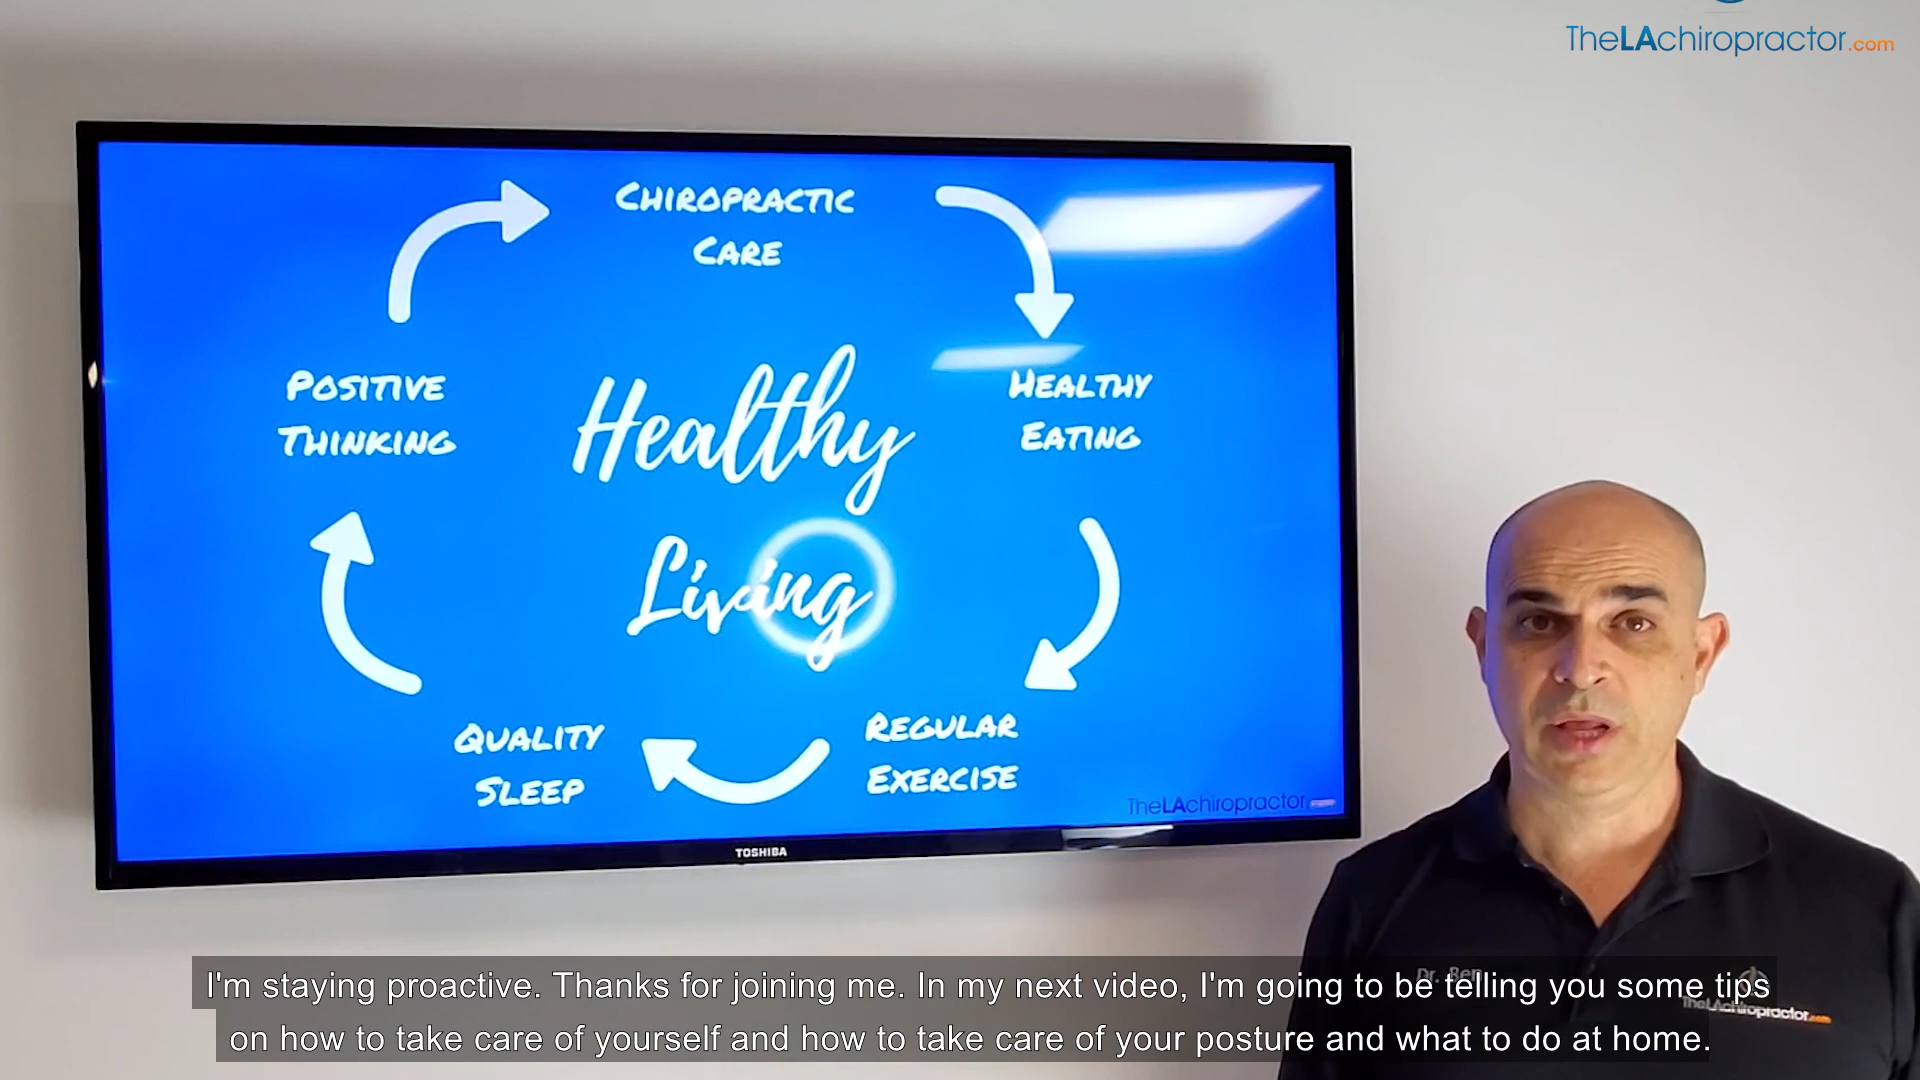 TheLAchiropractor.com
CHIROPRACTIC
CARE
POSITIVE
THINKING
HEALTHY
EATING
Healthy
Living
QUALITY
SLEEP
REGULAR
EXERCISE
TheLAchiropractor
TOSHIBA
Dr. Ben
TheLAchiropractor.com
I'm staying proactive. Thanks for joining me. In my next video, I'm going to be telling you some tips
on how to take care of yourself and how to take care of your posture and what to do at home.